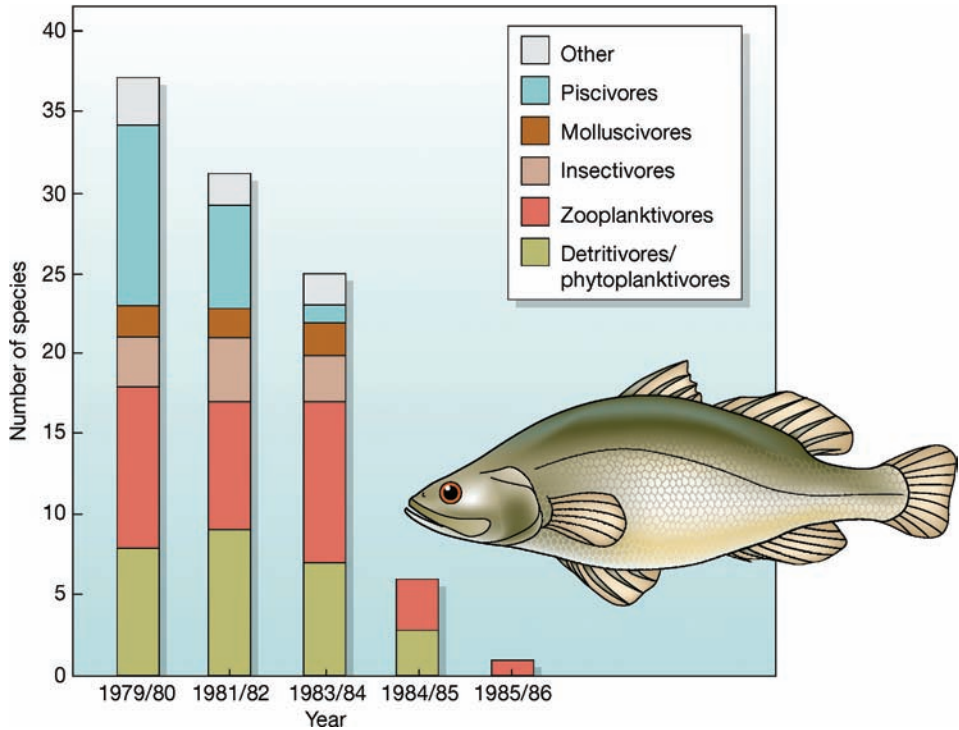 40
35
30
25
20
15
10
5
0
Number of species
Other
Piscivores
Molluscivores
Insectivores
Zooplanktivores
Detritivores/
phytoplanktivores
1979/80 1981/82 1983/84 1984/85 1985/86
Year